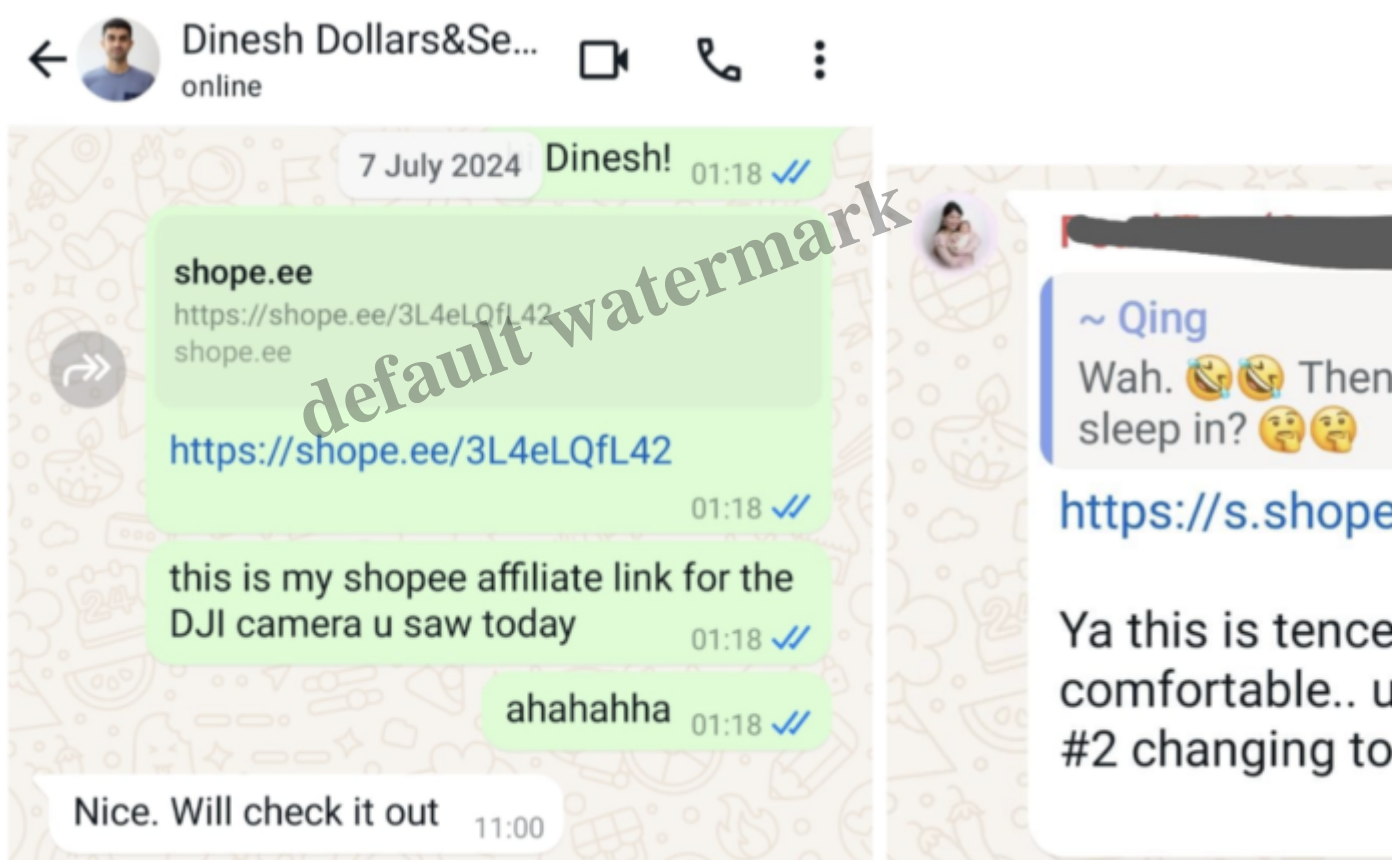 Dinesh Dollars&Se...
online
7 July 2024
Dinesh!
01:18
shope.ee
https://shope.ee/3L4eLQfL42
shope.ee
https://shope.ee/3L4eLQfL42
01:18
this is my shopee affiliate link for the
DJI camera u saw today
01:18
ahahahha
01:18
Nice. Will check it out
11:00
default watermark
~ Qing
Wah. 🤣🤣 Then
sleep in? 🤔🤔
https://s.shope
Ya this is tence
comfortable.. u
#2 changing to